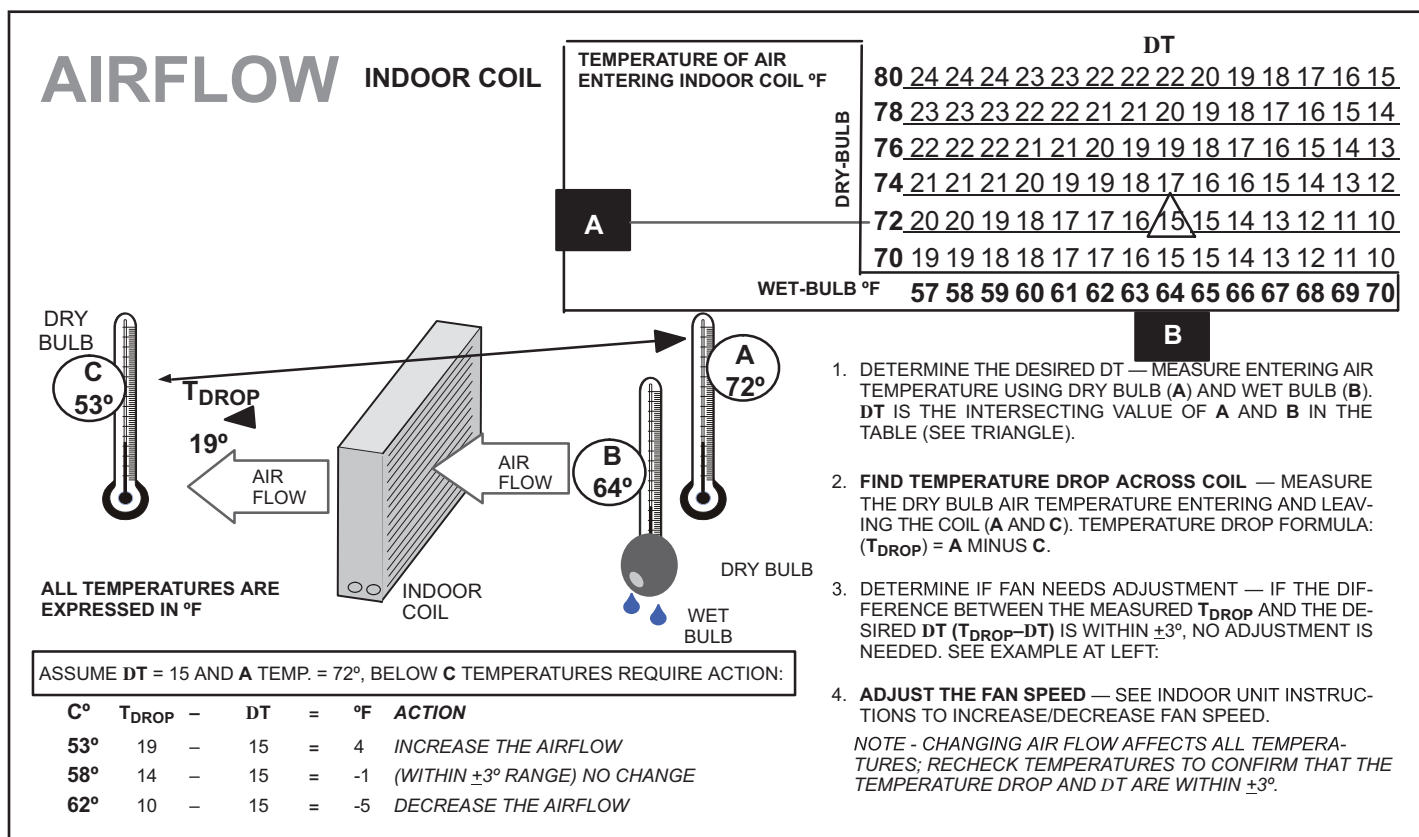 AIRFLOW INDOOR COIL
TEMPERATURE OF AIR
ENTERING INDOOR COIL ºF
DRY-BULB
DT
80 24 24 24 23 23 22 22 22 20 19 18 17 16 15
78 23 23 23 22 22 21 21 20 19 18 17 16 15 14
76 22 22 22 21 21 20 19 19 18 17 16 15 14 13
74 21 21 21 20 19 19 18 17 16 16 15 14 13 12
A
72 20 20 19 18 17 17 16 15 15 14 13 12 11 10
70 19 19 18 18 17 17 16 15 15 14 13 12 11 10
WET-BULB ºF 57 58 59 60 61 62 63 64 65 66 67 68 69 70
B
DRY
BULB
C
53º
TDROP
19º
AIR
FLOW
AIR
FLOW
B
64º
A
72º
DRY BULB
WET
BULB
INDOOR
COIL
ALL TEMPERATURES ARE
EXPRESSED IN ºF
ASSUME DT = 15 AND A TEMP. = 72º, BELOW C TEMPERATURES REQUIRE ACTION:
Cº TDROP – DT = ºF ACTION
53º 19 – 15 = 4 INCREASE THE AIRFLOW
58º 14 – 15 = -1 (WITHIN +3º RANGE) NO CHANGE
62º 10 – 15 = -5 DECREASE THE AIRFLOW
1. DETERMINE THE DESIRED DT — MEASURE ENTERING AIR
TEMPERATURE USING DRY BULB (A) AND WET BULB (B).
DT IS THE INTERSECTING VALUE OF A AND B IN THE
TABLE (SEE TRIANGLE).
2. FIND TEMPERATURE DROP ACROSS COIL — MEASURE
THE DRY BULB AIR TEMPERATURE ENTERING AND LEAV-
ING THE COIL (A AND C). TEMPERATURE DROP FORMULA:
(TDROP) = A MINUS C.
3. DETERMINE IF FAN NEEDS ADJUSTMENT — IF THE DIF-
FERENCE BETWEEN THE MEASURED TDROP AND THE DE-
SIRED DT (TDROP–DT) IS WITHIN +3º, NO ADJUSTMENT IS
NEEDED. SEE EXAMPLE AT LEFT:
4. ADJUST THE FAN SPEED — SEE INDOOR UNIT INSTRUC-
TIONS TO INCREASE/DECREASE FAN SPEED.
NOTE - CHANGING AIR FLOW AFFECTS ALL TEMPERA-
TURES; RECHECK TEMPERATURES TO CONFIRM THAT THE
TEMPERATURE DROP AND DT ARE WITHIN +3º.